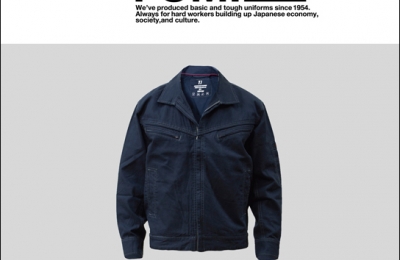 We've produced basic and tough uniforms since 1954.
Always for hard workers building up Japanese economy,
society,and culture.